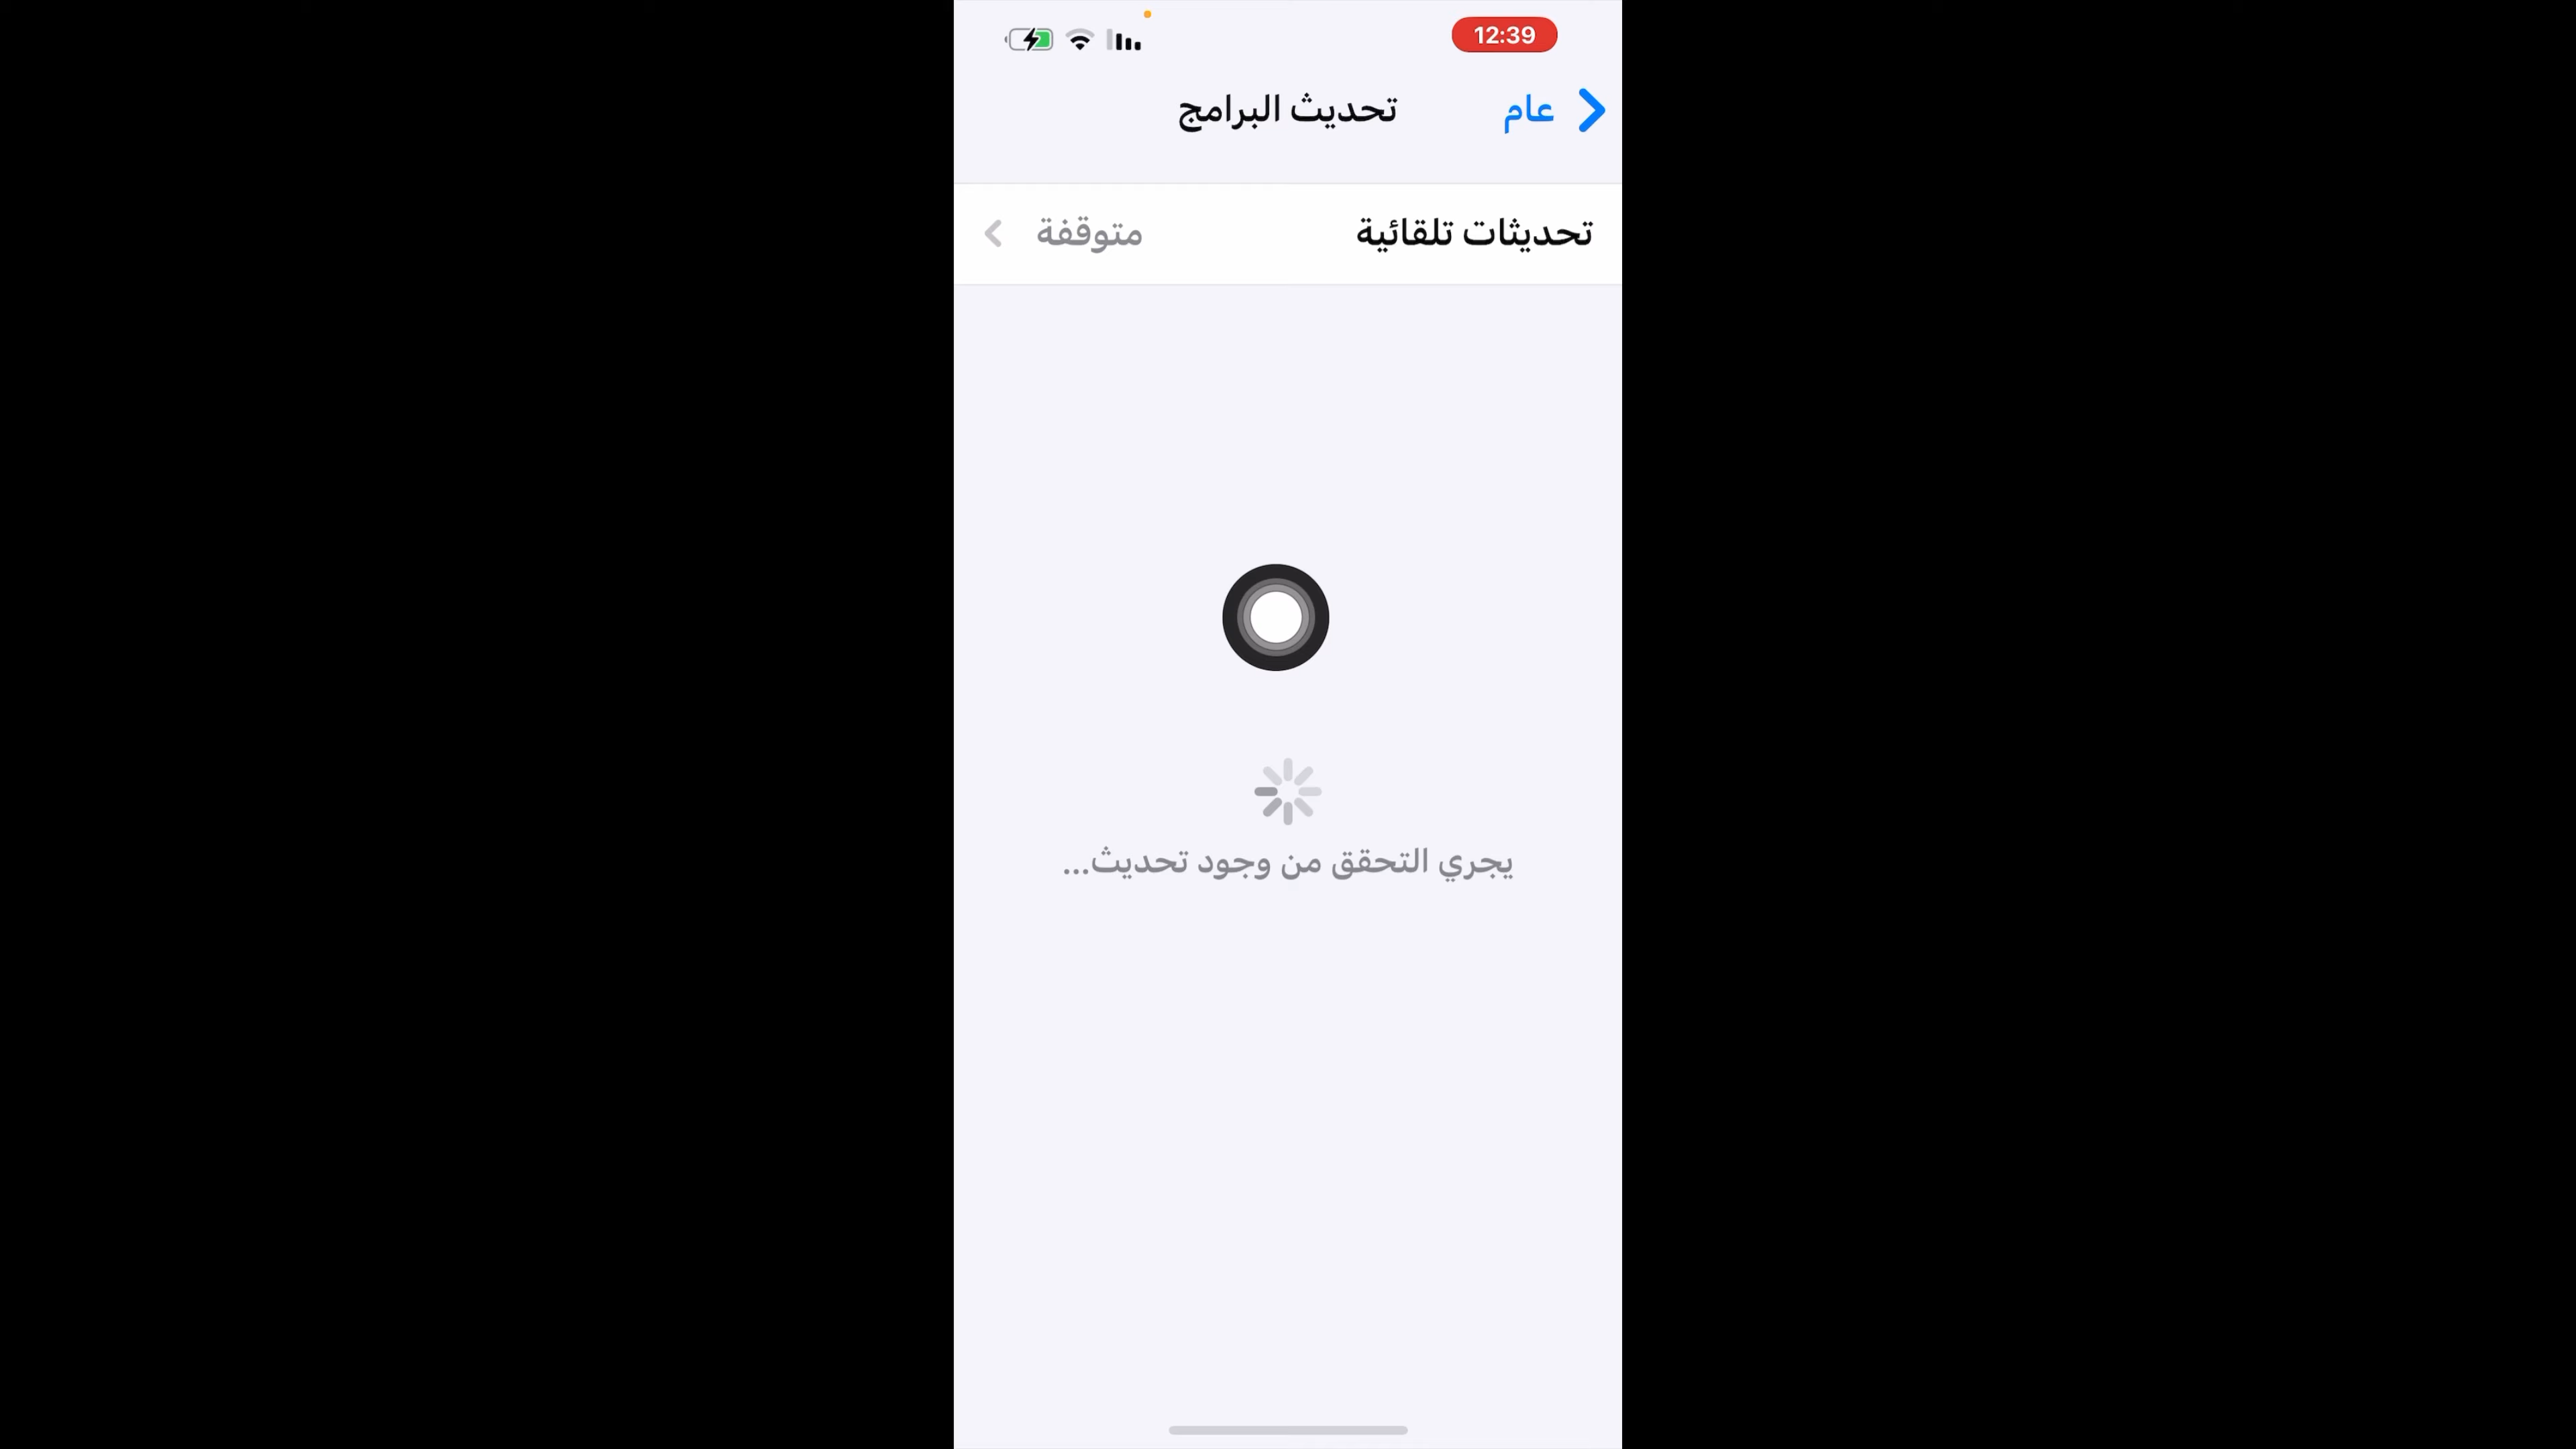 12:39
عام
تحديث البرامج
تحديثات تلقائية
متوقفة
يجري التحقق من وجود تحديث...